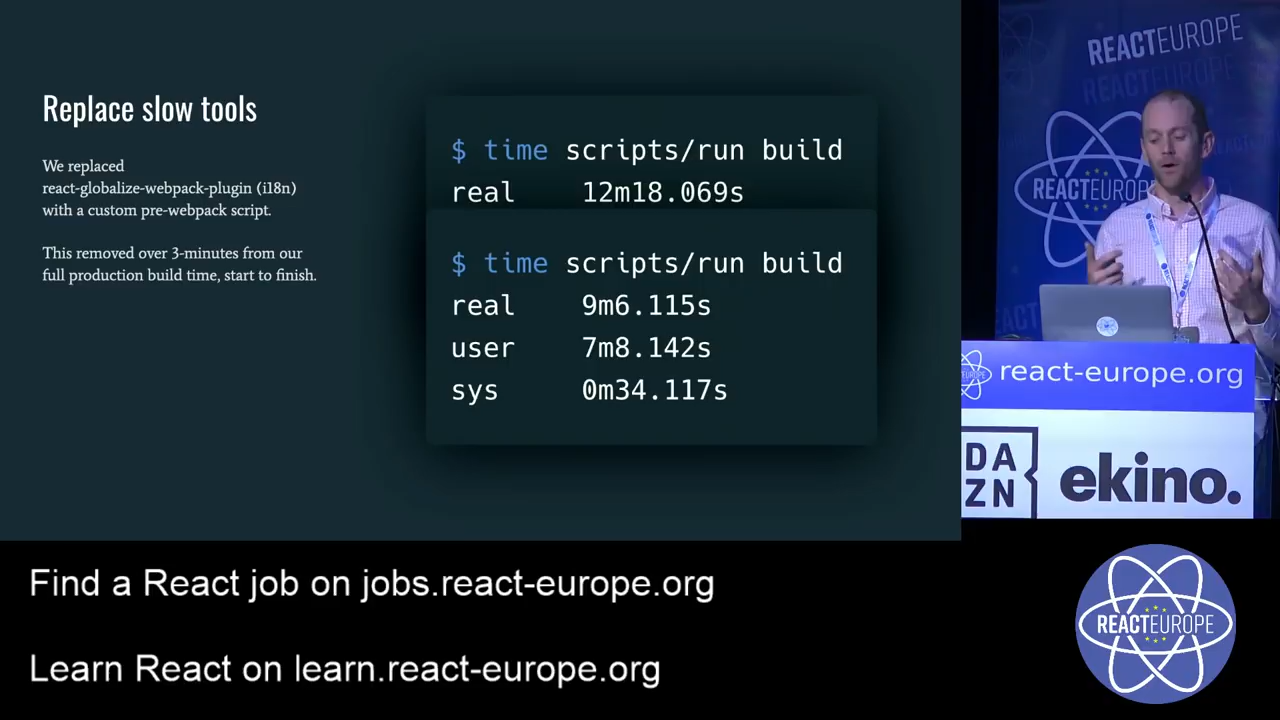 Replace slow tools
We replaced
react-globalize-webpack-plugin (i18n)
with a custom pre-webpack script.
This removed over 3-minutes from our
full production build time, start to finish.
$ time scripts/run build
real 12m18.069s
$ time scripts/run build
real 9m6.115s
user 7m8.142s
sys 0m34.117s
REACTEUROPE
REACTEUROPE
REACTEUROPE
react-europe.org
DA
ZN
ekino.
Find a React job on jobs.react-europe.org
Learn React on learn.react-europe.org
REACTEUROPE